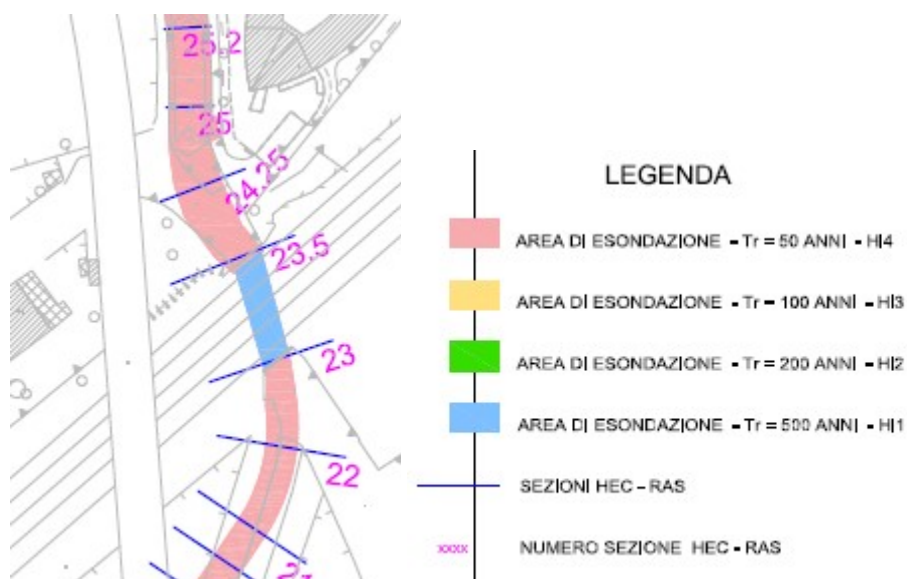 25,2
25
24,25
23,5
23
22
21
LEGENDA
AREA DI ESONDAZIONE - Tr = 50 ANNI - HI4
AREA DI ESONDAZIONE - Tr = 100 ANNI - HI3
AREA DI ESONDAZIONE - Tr = 200 ANNI - HI2
AREA DI ESONDAZIONE - Tr = 500 ANNI - HI1
SEZIONI HEC - RAS
xxxx NUMERO SEZIONE HEC - RAS